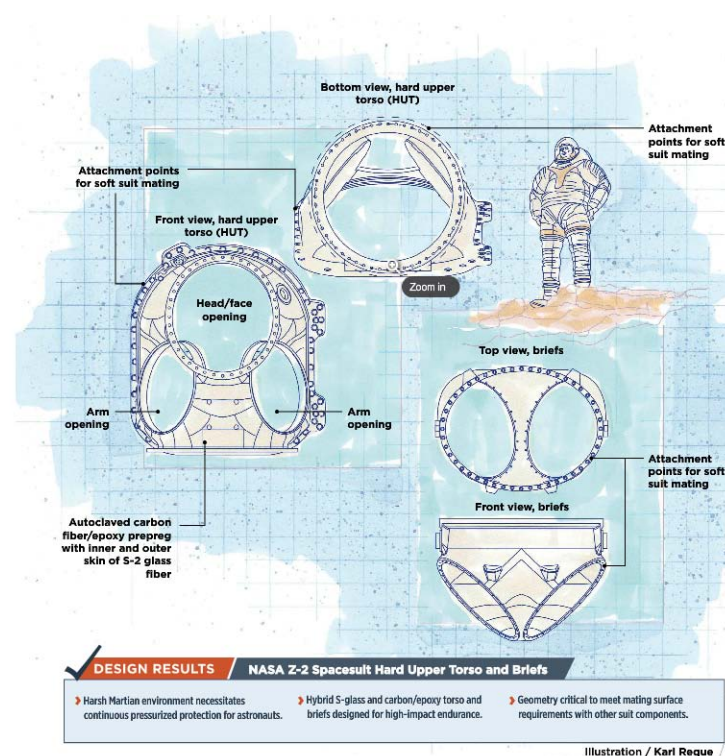 Bottom view, hard upper
torso (HUT)
Attachment
points for soft
suit mating
Attachment points
for soft suit mating
Front view, hard upper
torso (HUT)
Zoom in
Head/face
opening
Top view, briefs
Arm
opening
Arm
opening
Attachment
points for soft
suit mating
Front view, briefs
Autoclaved carbon
fiber/epoxy prepreg
with inner and outer
skin of S-2 glass
fiber
DESIGN RESULTS / NASA Z-2 Spacesuit Hard Upper Torso and Briefs
Harsh Martian environment necessitates
continuous pressurized protection for astronauts.
Hybrid S-glass and carbon/epoxy torso and
briefs designed for high-impact endurance.
Geometry critical to meet mating surface
requirements with other suit components.
Illustration / Karl Reque